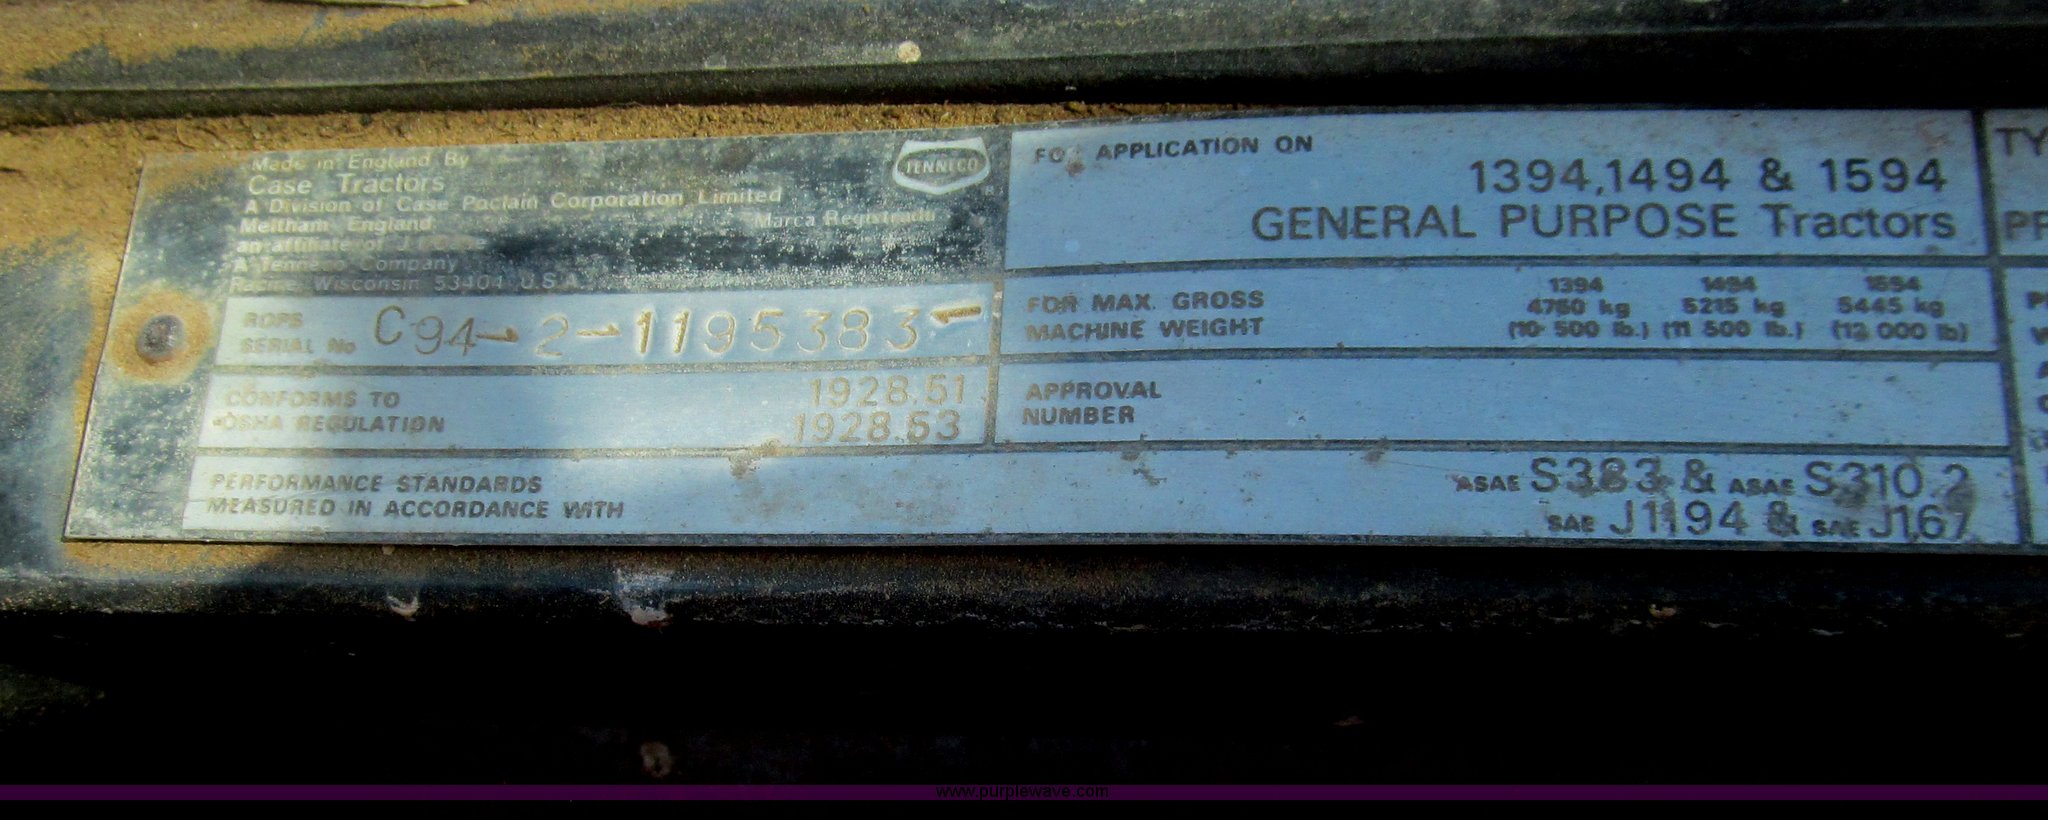 Made in England By
Case Tractors
A Division of Case Poclain Corporation Limited
Meltham England
Marca Registrada
an affiliate of J
A Tenneco Company
Racine, Wisconsin 53404 U.S.A.
TENNECO
ROPS
SERIAL No C94-2-1195383-
CONFORMS TO
OSHA REGULATION
1928.51
1928.53
PERFORMANCE STANDARDS
MEASURED IN ACCORDANCE WITH
ASAE S383 & ASAE S310.2
SAE J1194 & SAE J167
FOR APPLICATION ON
1394,1494 & 1594
GENERAL PURPOSE Tractors
FOR MAX. GROSS
MACHINE WEIGHT
1394 1494 1594
4760 kg 5215 kg 5445 kg
(10 500 lb.) (11 500 lb.) (12 000 lb)
APPROVAL
NUMBER
TY
PR
www.purplewave.com